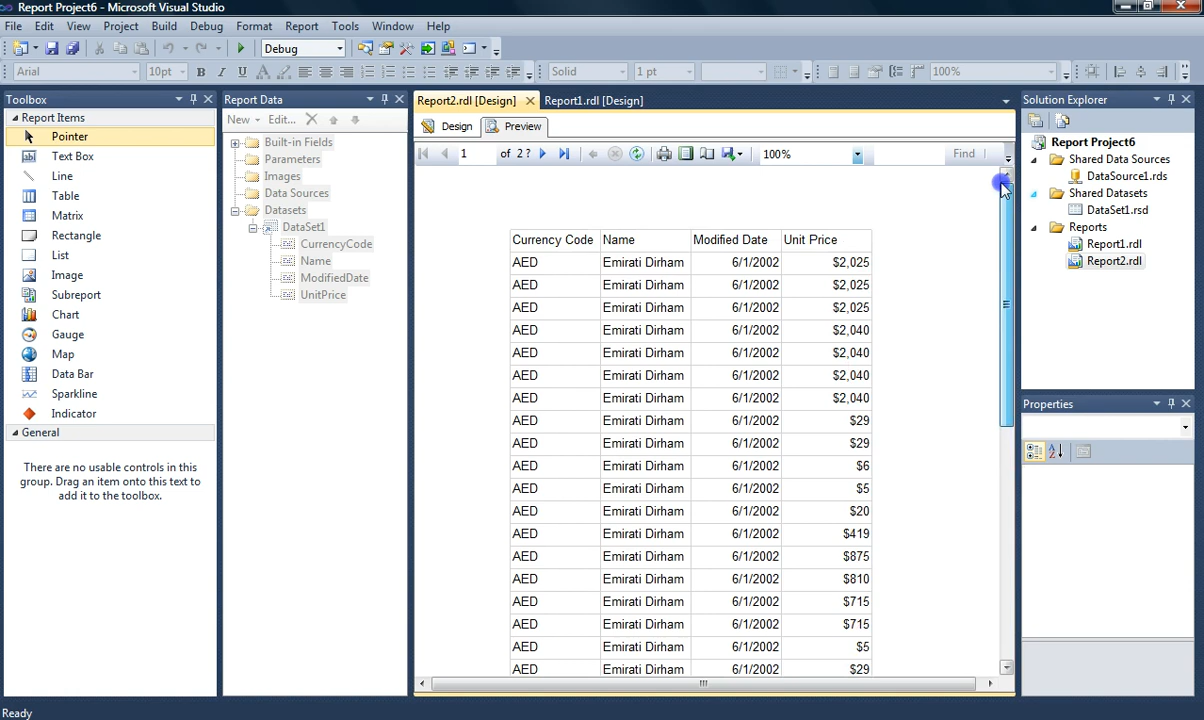 Report Project6 - Microsoft Visual Studio
File Edit View Project Build Debug Format Report Tools Window Help
Debug
Arial 10pt B I U A Solid 1 pt 100%
Toolbox
Report Items
Pointer
Text Box
Line
Table
Matrix
Rectangle
List
Image
Subreport
Chart
Gauge
Map
Data Bar
Sparkline
Indicator
General
There are no usable controls in this
group. Drag an item onto this text to
add it to the toolbox.
Report Data
New Edit...
Built-in Fields
Parameters
Images
Data Sources
Datasets
DataSet1
CurrencyCode
Name
ModifiedDate
UnitPrice
Report2.rdl [Design] Report1.rdl [Design]
Design Preview
1 of 2 ? 100% Find
Currency Code Name Modified Date Unit Price
AED Emirati Dirham 6/1/2002 $2,025
AED Emirati Dirham 6/1/2002 $2,025
AED Emirati Dirham 6/1/2002 $2,025
AED Emirati Dirham 6/1/2002 $2,040
AED Emirati Dirham 6/1/2002 $2,040
AED Emirati Dirham 6/1/2002 $2,040
AED Emirati Dirham 6/1/2002 $2,040
AED Emirati Dirham 6/1/2002 $29
AED Emirati Dirham 6/1/2002 $29
AED Emirati Dirham 6/1/2002 $6
AED Emirati Dirham 6/1/2002 $5
AED Emirati Dirham 6/1/2002 $20
AED Emirati Dirham 6/1/2002 $419
AED Emirati Dirham 6/1/2002 $875
AED Emirati Dirham 6/1/2002 $810
AED Emirati Dirham 6/1/2002 $715
AED Emirati Dirham 6/1/2002 $715
AED Emirati Dirham 6/1/2002 $5
AED Emirati Dirham 6/1/2002 $29
Solution Explorer
Report Project6
Shared Data Sources
DataSource1.rds
Shared Datasets
DataSet1.rsd
Reports
Report1.rdl
Report2.rdl
Properties
Ready